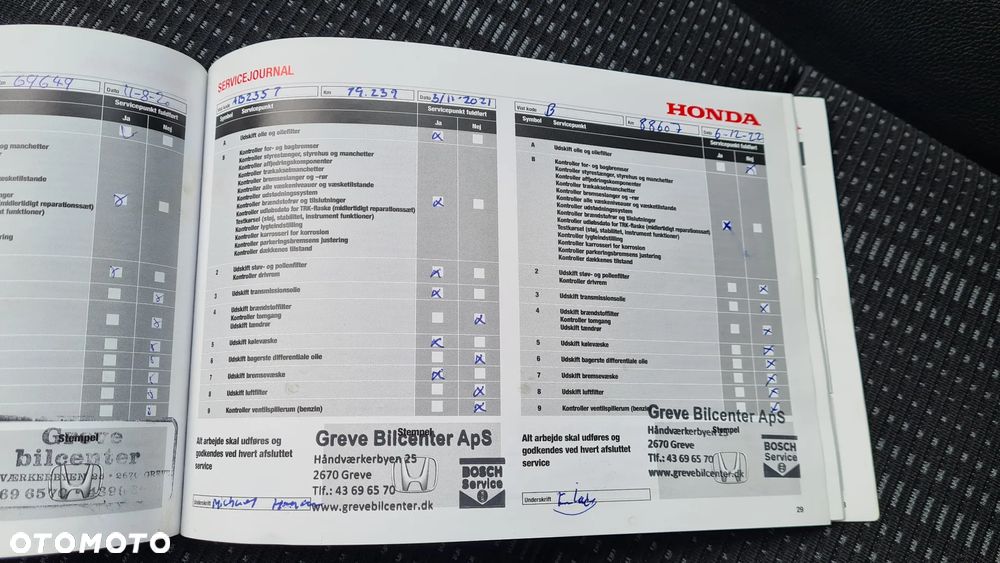 Km 69649 Dato 11-8-20
Servicepunkt fuldført
Ja Nej
væsketilstande
(midlertidigt reparationssæt)
instrument funktioner)
Greve
Stempel
bilcenter
SERVICEJOURNAL
Vist kode AB2357 Km 79.239 Dato 3/11-2021
Symbol Servicepunkt Servicepunkt fuldført
Ja Nej
A Udskift olie og oliefilter
B Kontroller for- og bagbremser
Kontroller styrestænger, styrehus og manchetter
Kontroller affjedringskomponenter
Kontroller trækakselmanchetter
Kontroller bremseslanger og –rør
Kontroller alle væskeniveauer og væsketilstande
Kontroller udstødningssystem
Kontroller brændstofrør og tilslutninger
Kontroller udløbsdato for TRK-flaske (midlertidigt reparationssæt)
Testkørsel (støj, stabilitet, instrument funktioner)
Kontroller lygteindstilling
Kontroller karrosseri for korrosion
Kontroller parkeringsbremsens justering
Kontroller dækkenes tilstand
2 Udskift støv- og pollenfilter
Kontroller drivrem
3 Udskift transmissionsolie
4 Udskift brændstoffilter
Kontroller tomgang
Udskift tændrør
5 Udskift kølevæske
6 Udskift bagerste differentiale olie
7 Udskift bremsevæske
8 Udskift luftfilter
9 Kontroller ventilspillerum (benzin)
Alt arbejde skal udføres og
godkendes ved hvert afsluttet
service
Stempel
Greve Bilcenter ApS
Håndværkerbyen 25
2670 Greve
Tlf.: 43 69 65 70
www.grevebilcenter.dk
BOSCH
Service
Underskrift Michael
HONDA
Vist kode B Km 88607 Dato 6-12-22
Symbol Servicepunkt Servicepunkt fuldført
Ja Nej
A Udskift olie og oliefilter
B Kontroller for- og bagbremser
Kontroller styrestænger, styrehus og manchetter
Kontroller affjedringskomponenter
Kontroller trækakselmanchetter
Kontroller bremseslanger og –rør
Kontroller alle væskeniveauer og væsketilstande
Kontroller udstødningssystem
Kontroller brændstofrør og tilslutninger
Kontroller udløbsdato for TRK-flaske (midlertidigt reparationssæt)
Testkørsel (støj, stabilitet, instrument funktioner)
Kontroller lygteindstilling
Kontroller karrosseri for korrosion
Kontroller parkeringsbremsens justering
Kontroller dækkenes tilstand
2 Udskift støv- og pollenfilter
Kontroller drivrem
3 Udskift transmissionsolie
4 Udskift brændstoffilter
Kontroller tomgang
Udskift tændrør
5 Udskift kølevæske
6 Udskift bagerste differentiale olie
7 Udskift bremsevæske
8 Udskift luftfilter
9 Kontroller ventilspillerum (benzin)
Alt arbejde skal udføres og
godkendes ved hvert afsluttet
service
Stempel
Greve Bilcenter ApS
Håndværkerbyen 25
2670 Greve
Tlf.: 43 69 65 70
www.grevebilcenter.dk
BOSCH
Service
Underskrift
29
OTOMOTO